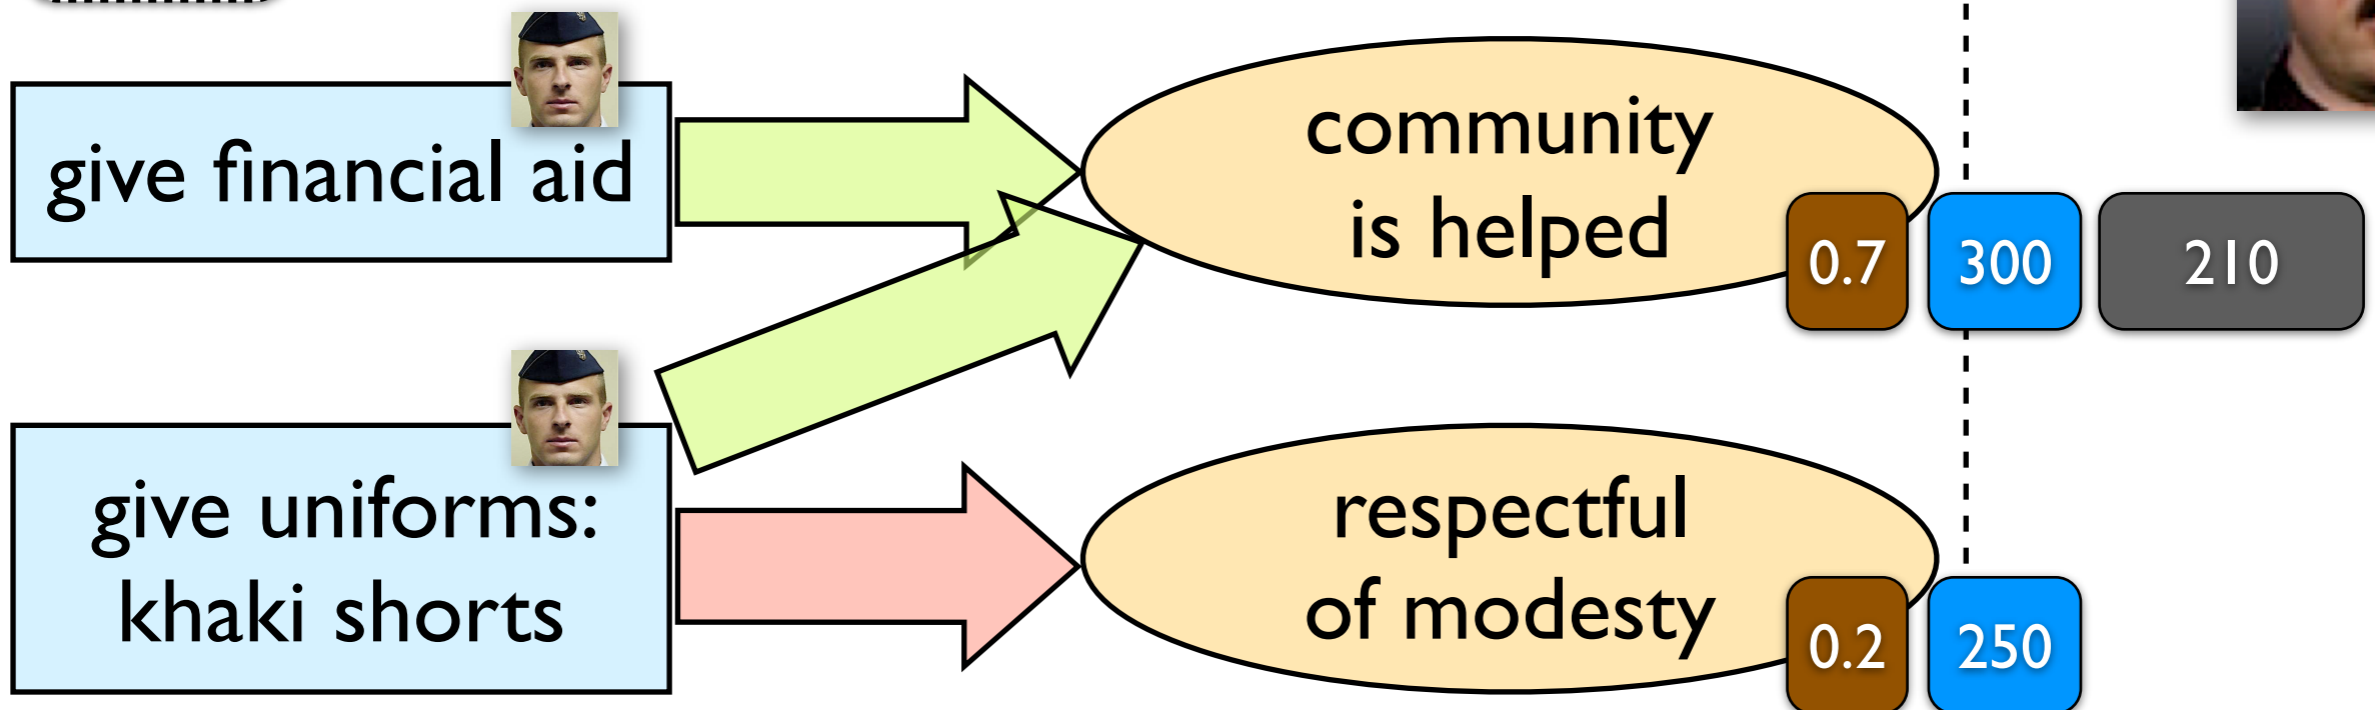 give financial aid
community
is helped
0.7
300
210
give uniforms:
khaki shorts
respectful
of modesty
0.2
250